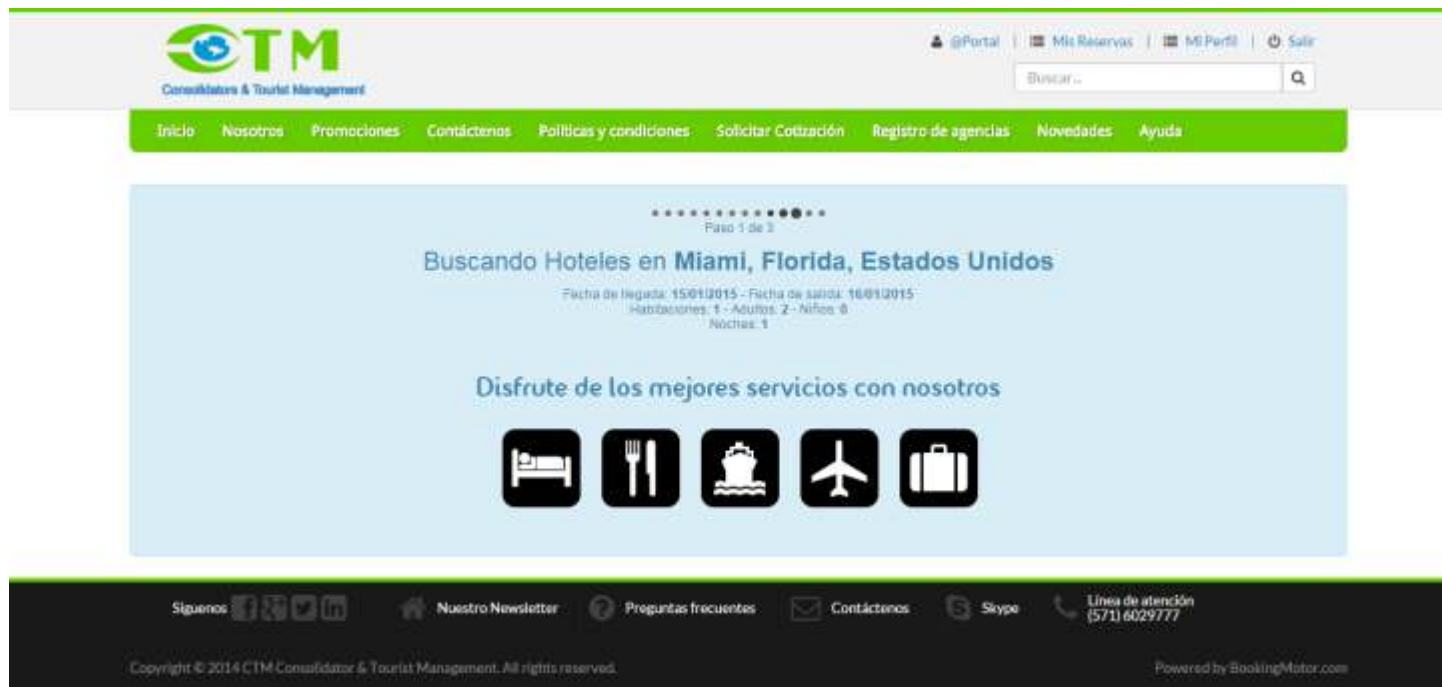 CTM
Consolidators & Tourist Management
@Portal | Mis Reservas | Mi Perfil | Salir
Buscar...
Inicio Nosotros Promociones Contáctenos Políticas y condiciones Solicitar Cotización Registro de agencias Novedades Ayuda
Paso 1 de 3
Buscando Hoteles en Miami, Florida, Estados Unidos
Fecha de llegada: 15/01/2015 - Fecha de salida: 16/01/2015
Habitaciones: 1 - Adultos: 2 - Niños: 0
Noches: 1
Disfrute de los mejores servicios con nosotros
Siguenos Nuestro Newsletter Preguntas frecuentes Contáctenos Skype Línea de atención
(571) 6029777
Copyright © 2014 CTM Consolidator & Tourist Management. All rights reserved. Powered by BookingMotor.com